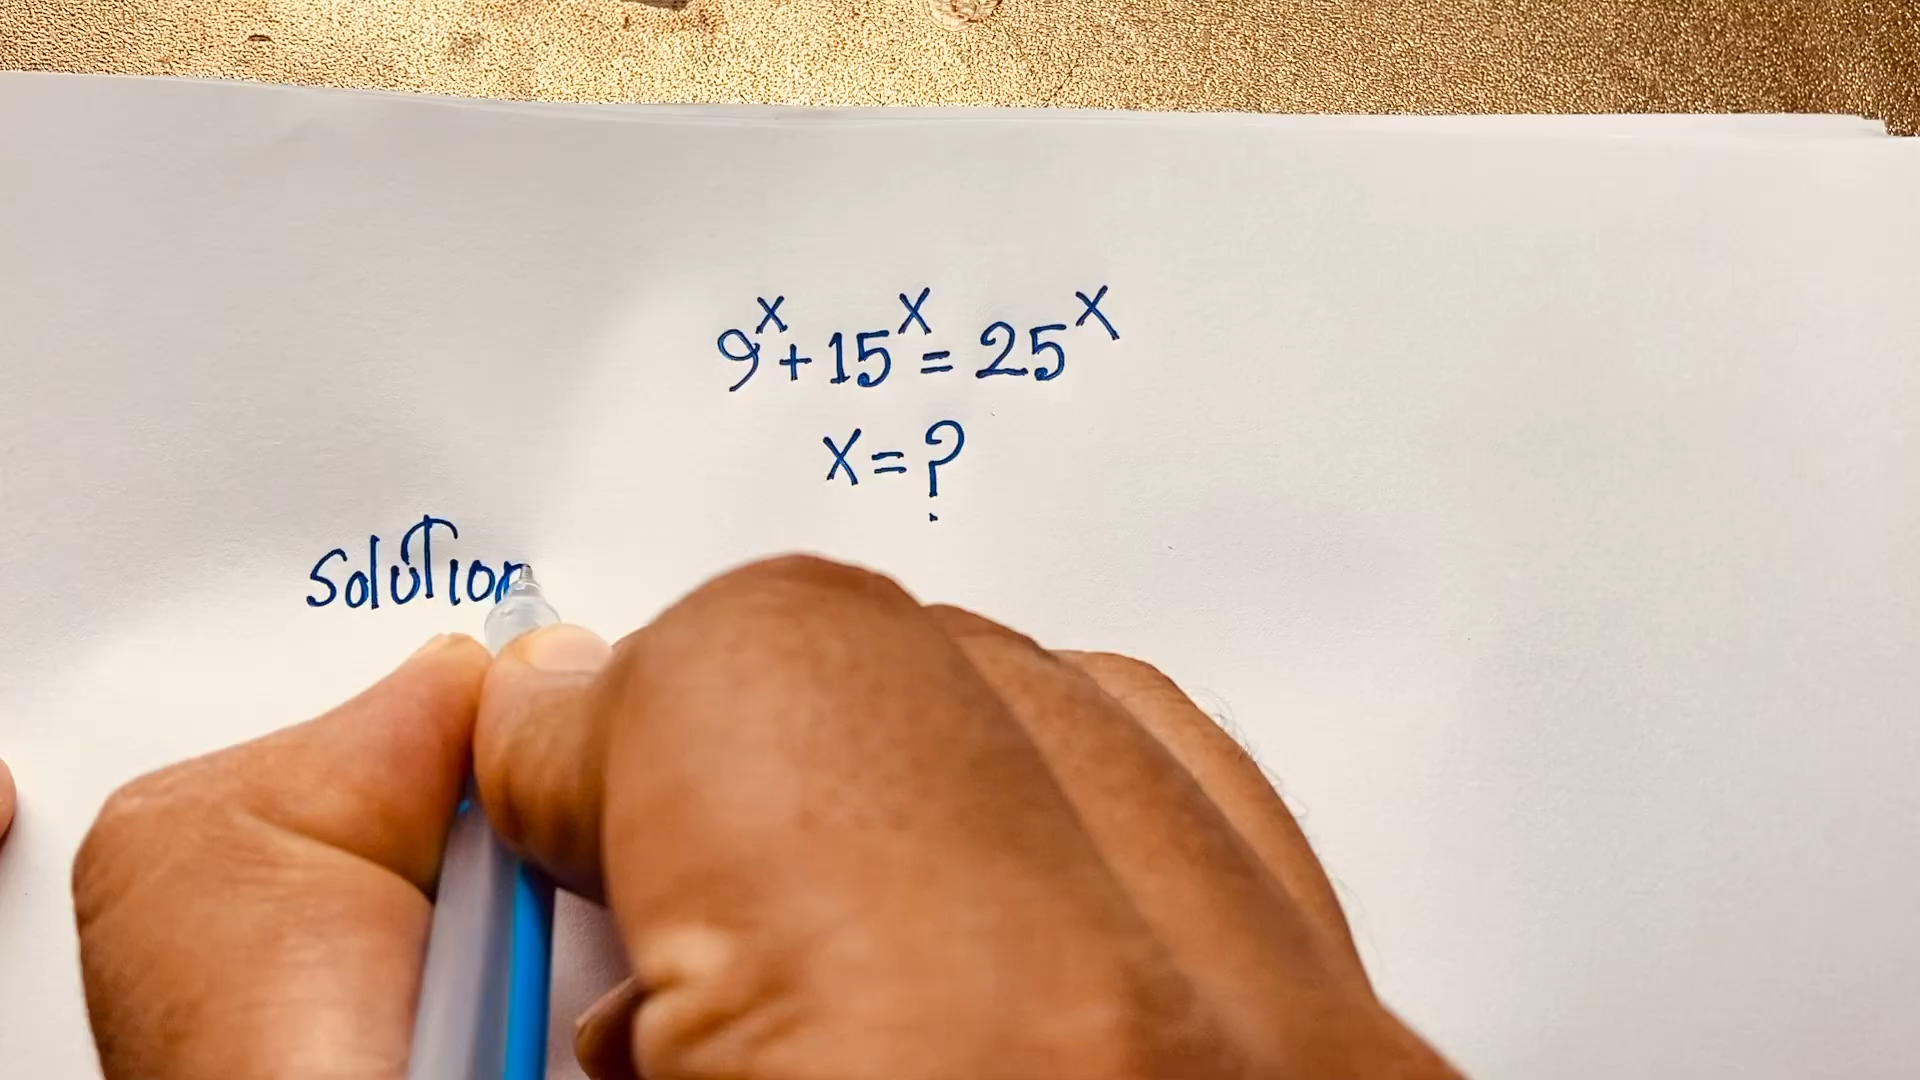 9^x + 15^x = 25^x
x = ?
Solution